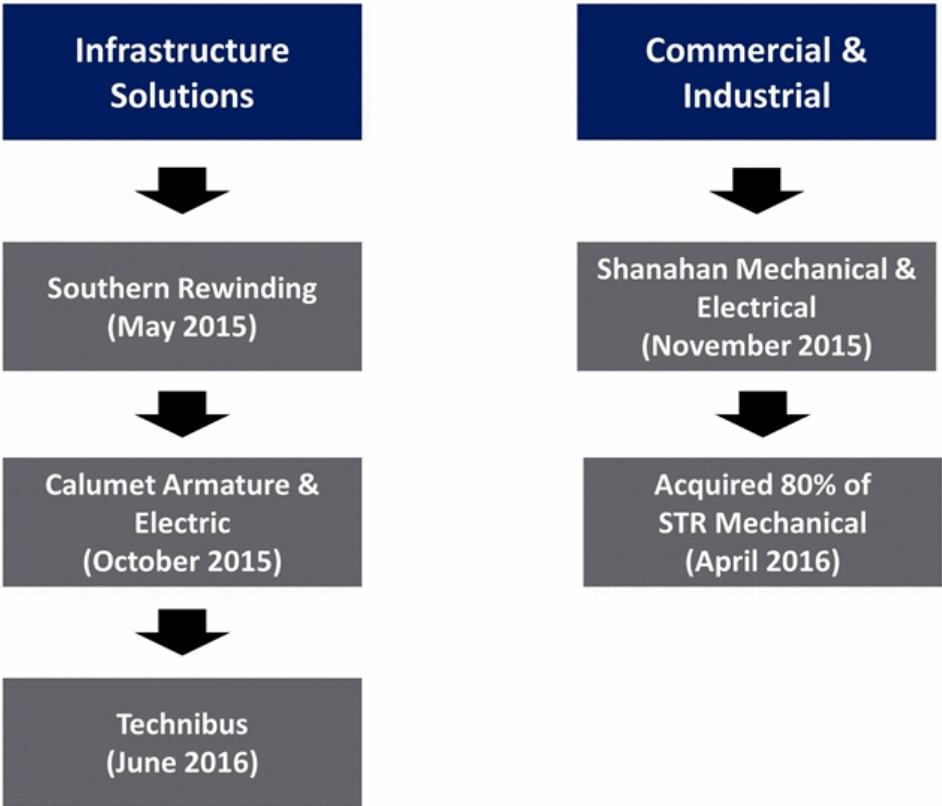 Infrastructure
Solutions
Southern Rewinding
(May 2015)
Calumet Armature &
Electric
(October 2015)
Technibus
(June 2016)
Commercial &
Industrial
Shanahan Mechanical &
Electrical
(November 2015)
Acquired 80% of
STR Mechanical
(April 2016)